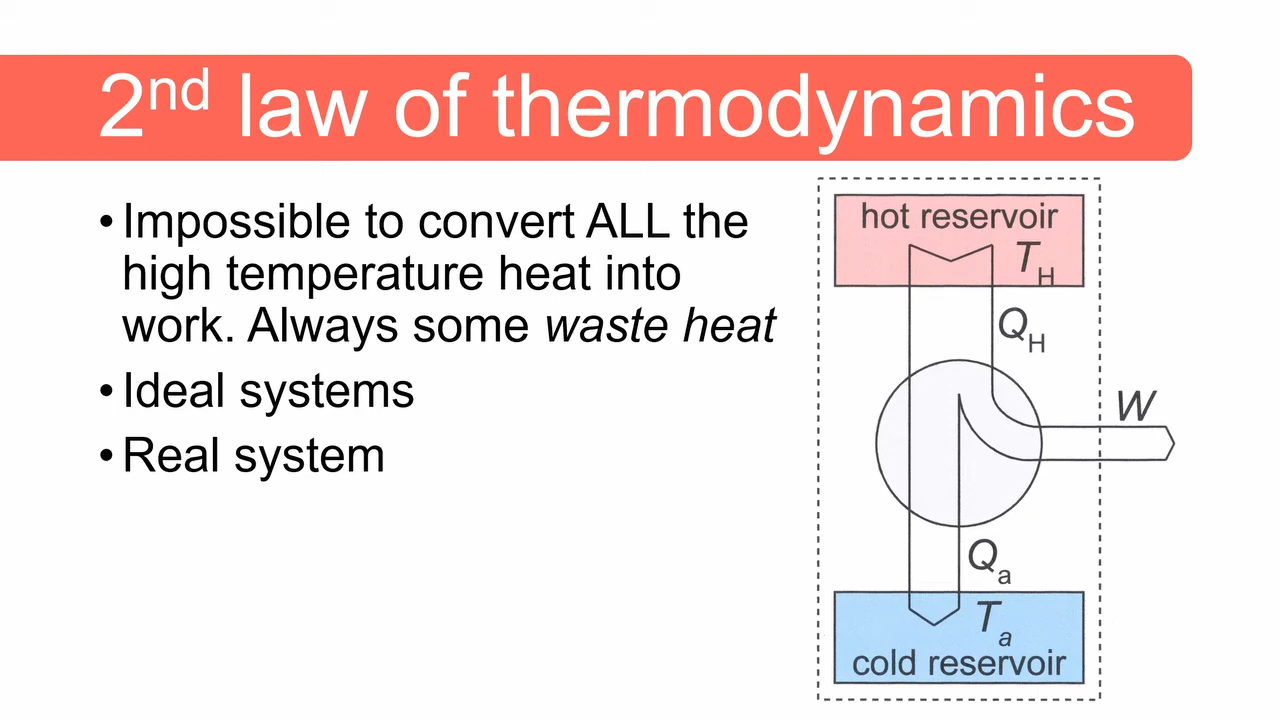 2nd law of thermodynamics
•Impossible to convert ALL the
high temperature heat into
work. Always some waste heat
•Ideal systems
•Real system
hot reservoir
TH
QH
W
Qa
Ta
cold reservoir